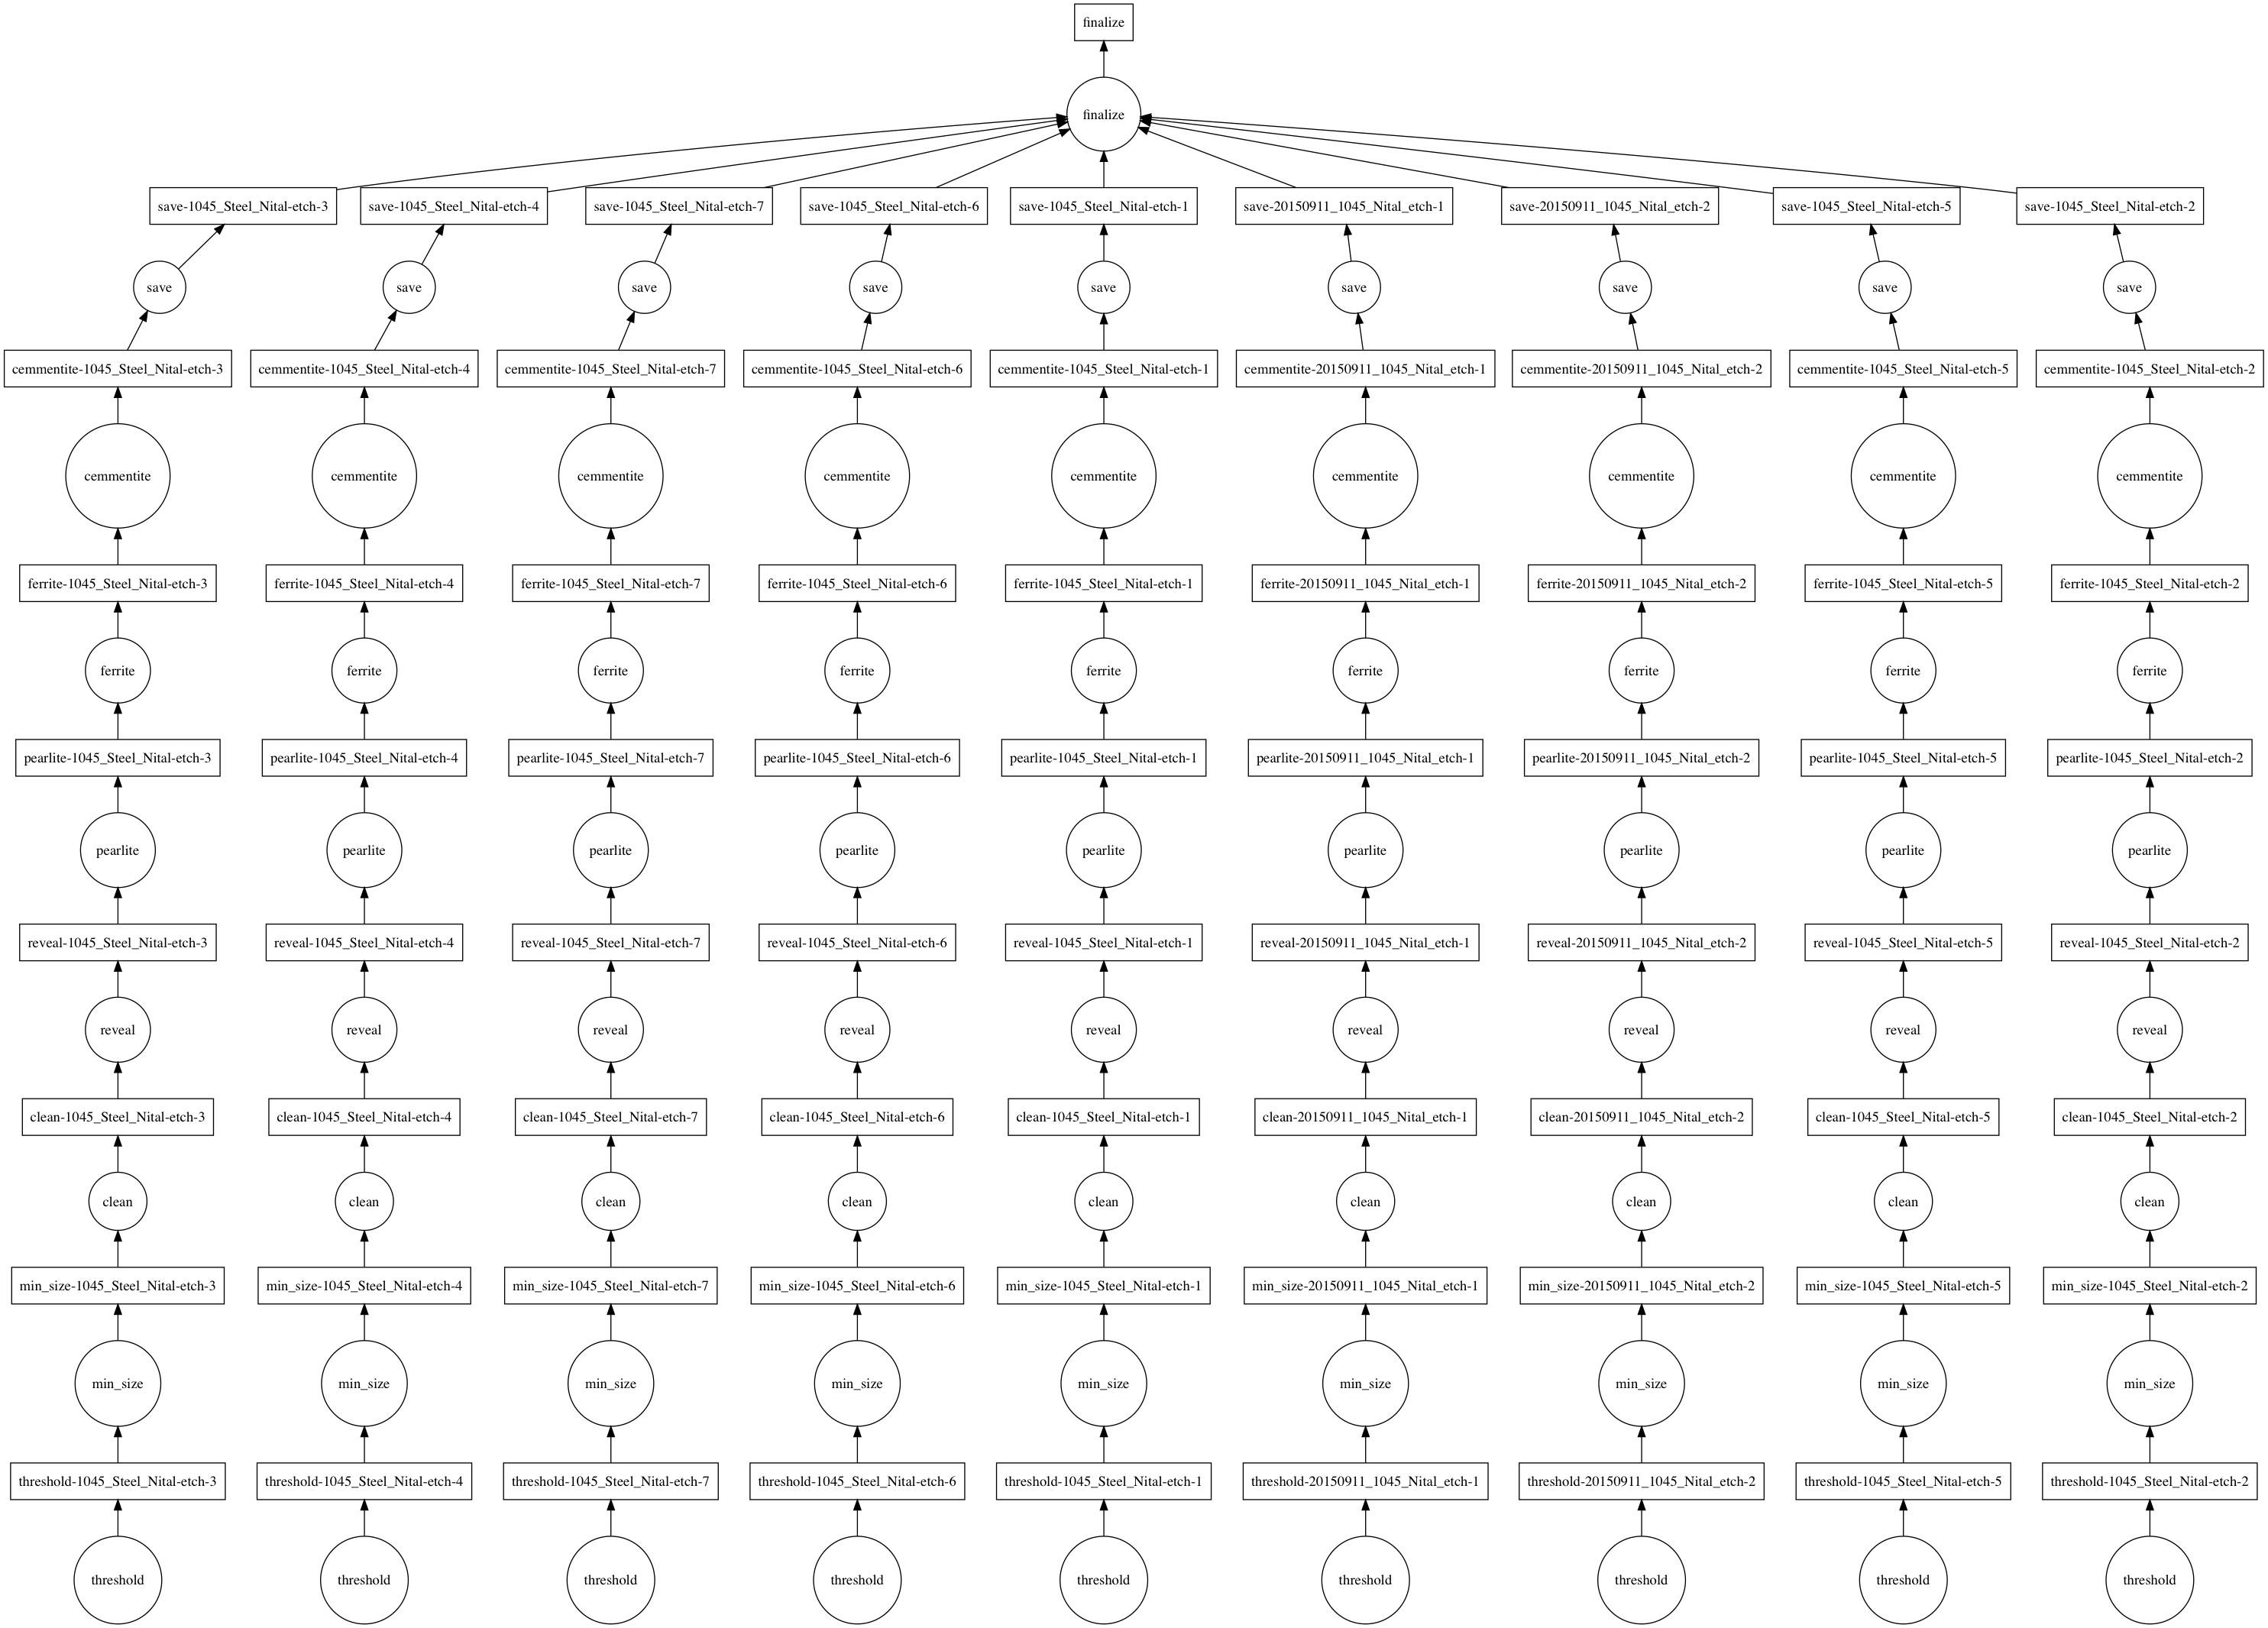 finalize
finalize
save-1045_Steel_Nital-etch-3 save-1045_Steel_Nital-etch-4 save-1045_Steel_Nital-etch-7 save-1045_Steel_Nital-etch-6 save-1045_Steel_Nital-etch-1 save-20150911_1045_Nital_etch-1 save-20150911_1045_Nital_etch-2 save-1045_Steel_Nital-etch-5 save-1045_Steel_Nital-etch-2
save save save save save save save save save
cemmentite-1045_Steel_Nital-etch-3 cemmentite-1045_Steel_Nital-etch-4 cemmentite-1045_Steel_Nital-etch-7 cemmentite-1045_Steel_Nital-etch-6 cemmentite-1045_Steel_Nital-etch-1 cemmentite-20150911_1045_Nital_etch-1 cemmentite-20150911_1045_Nital_etch-2 cemmentite-1045_Steel_Nital-etch-5 cemmentite-1045_Steel_Nital-etch-2
cemmentite cemmentite cemmentite cemmentite cemmentite cemmentite cemmentite cemmentite cemmentite
ferrite-1045_Steel_Nital-etch-3 ferrite-1045_Steel_Nital-etch-4 ferrite-1045_Steel_Nital-etch-7 ferrite-1045_Steel_Nital-etch-6 ferrite-1045_Steel_Nital-etch-1 ferrite-20150911_1045_Nital_etch-1 ferrite-20150911_1045_Nital_etch-2 ferrite-1045_Steel_Nital-etch-5 ferrite-1045_Steel_Nital-etch-2
ferrite ferrite ferrite ferrite ferrite ferrite ferrite ferrite ferrite
pearlite-1045_Steel_Nital-etch-3 pearlite-1045_Steel_Nital-etch-4 pearlite-1045_Steel_Nital-etch-7 pearlite-1045_Steel_Nital-etch-6 pearlite-1045_Steel_Nital-etch-1 pearlite-20150911_1045_Nital_etch-1 pearlite-20150911_1045_Nital_etch-2 pearlite-1045_Steel_Nital-etch-5 pearlite-1045_Steel_Nital-etch-2
pearlite pearlite pearlite pearlite pearlite pearlite pearlite pearlite pearlite
reveal-1045_Steel_Nital-etch-3 reveal-1045_Steel_Nital-etch-4 reveal-1045_Steel_Nital-etch-7 reveal-1045_Steel_Nital-etch-6 reveal-1045_Steel_Nital-etch-1 reveal-20150911_1045_Nital_etch-1 reveal-20150911_1045_Nital_etch-2 reveal-1045_Steel_Nital-etch-5 reveal-1045_Steel_Nital-etch-2
reveal reveal reveal reveal reveal reveal reveal reveal reveal
clean-1045_Steel_Nital-etch-3 clean-1045_Steel_Nital-etch-4 clean-1045_Steel_Nital-etch-7 clean-1045_Steel_Nital-etch-6 clean-1045_Steel_Nital-etch-1 clean-20150911_1045_Nital_etch-1 clean-20150911_1045_Nital_etch-2 clean-1045_Steel_Nital-etch-5 clean-1045_Steel_Nital-etch-2
clean clean clean clean clean clean clean clean clean
min_size-1045_Steel_Nital-etch-3 min_size-1045_Steel_Nital-etch-4 min_size-1045_Steel_Nital-etch-7 min_size-1045_Steel_Nital-etch-6 min_size-1045_Steel_Nital-etch-1 min_size-20150911_1045_Nital_etch-1 min_size-20150911_1045_Nital_etch-2 min_size-1045_Steel_Nital-etch-5 min_size-1045_Steel_Nital-etch-2
min_size min_size min_size min_size min_size min_size min_size min_size min_size
threshold-1045_Steel_Nital-etch-3 threshold-1045_Steel_Nital-etch-4 threshold-1045_Steel_Nital-etch-7 threshold-1045_Steel_Nital-etch-6 threshold-1045_Steel_Nital-etch-1 threshold-20150911_1045_Nital_etch-1 threshold-20150911_1045_Nital_etch-2 threshold-1045_Steel_Nital-etch-5 threshold-1045_Steel_Nital-etch-2
threshold threshold threshold threshold threshold threshold threshold threshold threshold